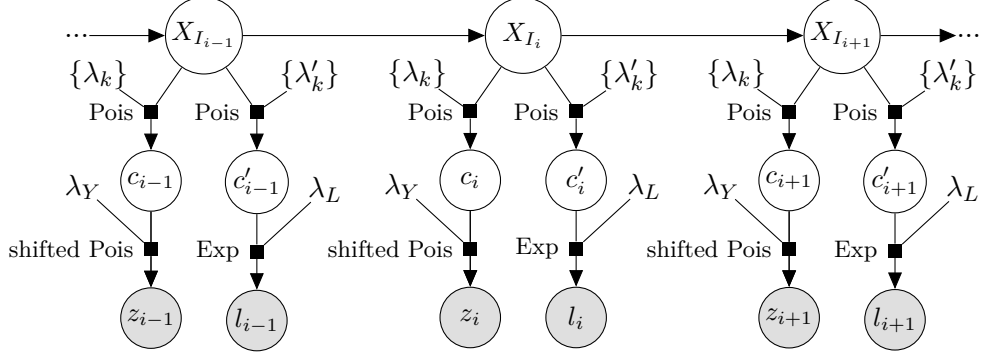 ... X_{I_{i-1}} X_{I_i} X_{I_{i+1}} ...
{λ_k} {λ'_k} {λ_k} {λ'_k} {λ_k} {λ'_k}
Pois Pois Pois Pois Pois Pois
c_{i-1} c'_{i-1} c_i c'_i c_{i+1} c'_{i+1}
λ_Y λ_L λ_Y λ_L λ_Y λ_L
shifted Pois Exp shifted Pois Exp shifted Pois Exp
z_{i-1} l_{i-1} z_i l_i z_{i+1} l_{i+1}